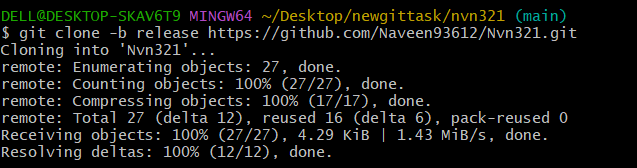 DELL@DESKTOP-SKAV6T9 MINGW64 ~/Desktop/newgittask/nvn321 (main)
$ git clone -b release https://github.com/Naveen93612/Nvn321.git
Cloning into 'Nvn321'...
remote: Enumerating objects: 27, done.
remote: Counting objects: 100% (27/27), done.
remote: Compressing objects: 100% (17/17), done.
remote: Total 27 (delta 12), reused 16 (delta 6), pack-reused 0
Receiving objects: 100% (27/27), 4.29 KiB | 1.43 MiB/s, done.
Resolving deltas: 100% (12/12), done.